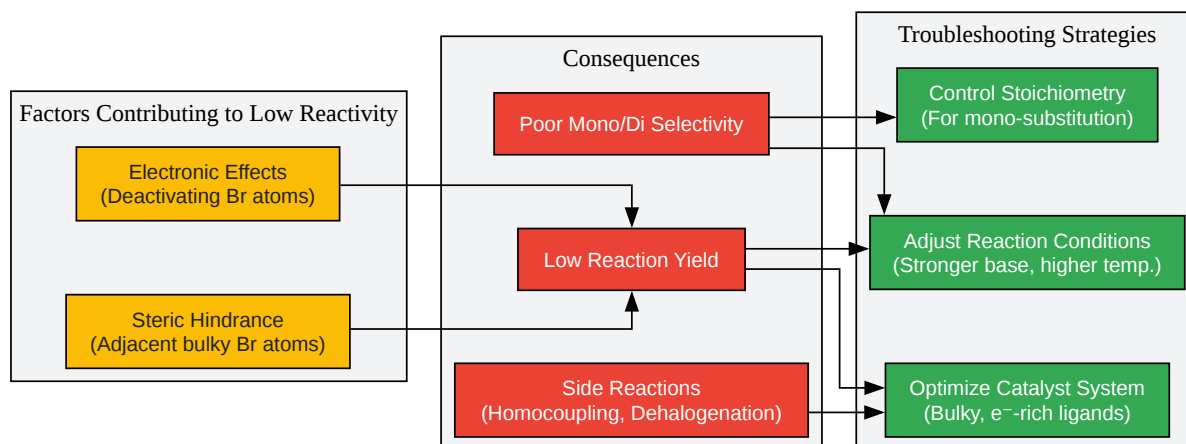 Factors Contributing to Low Reactivity
Electronic Effects
(Deactivating Br atoms)
Steric Hindrance
(Adjacent bulky Br atoms)
Consequences
Poor Mono/Di Selectivity
Low Reaction Yield
Side Reactions
(Homocoupling, Dehalogenation)
Troubleshooting Strategies
Control Stoichiometry
(For mono-substitution)
Adjust Reaction Conditions
(Stronger base, higher temp.)
Optimize Catalyst System
(Bulky, e⁻-rich ligands)